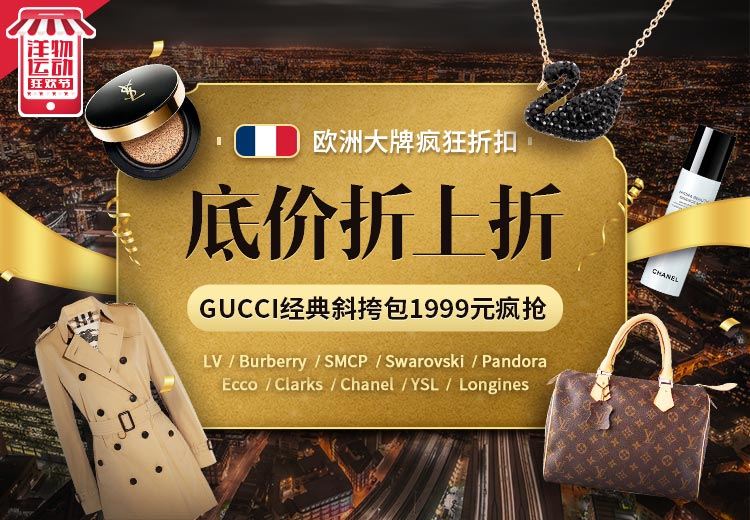 洋物
运动
狂欢节
YSL
欧洲大牌疯狂折扣
底价折上折
GUCCI经典斜挎包1999元疯抢
LV / Burberry / SMCP / Swarovski / Pandora
Ecco / Clarks / Chanel / YSL / Longines
CHANEL